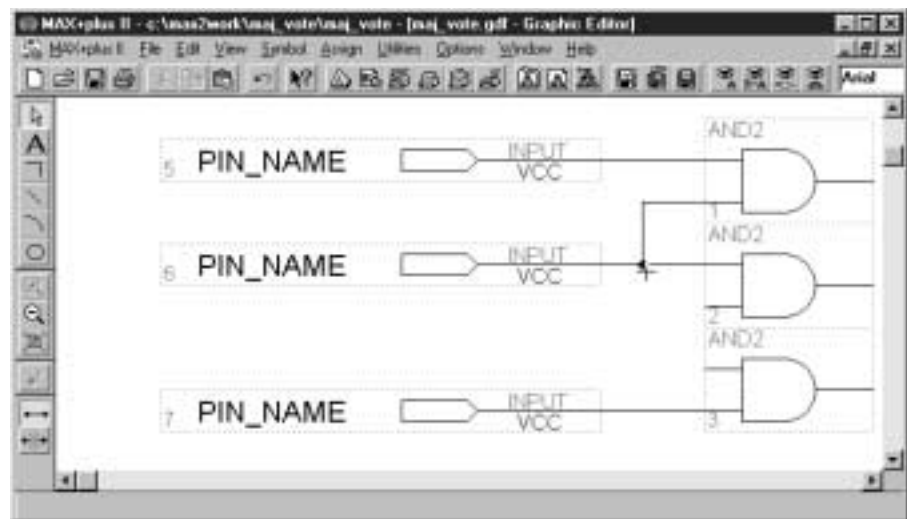 MAX+plus II - c:\max2work\maj_vote\maj_vote - [maj_vote.gdf - Graphic Editor]
MAX+plus II File Edit View Symbol Assign Utilities Options Window Help
Arial
AND2
5 PIN_NAME INPUT
VCC
1
AND2
6 PIN_NAME INPUT
VCC
2
AND2
7 PIN_NAME INPUT
VCC
3